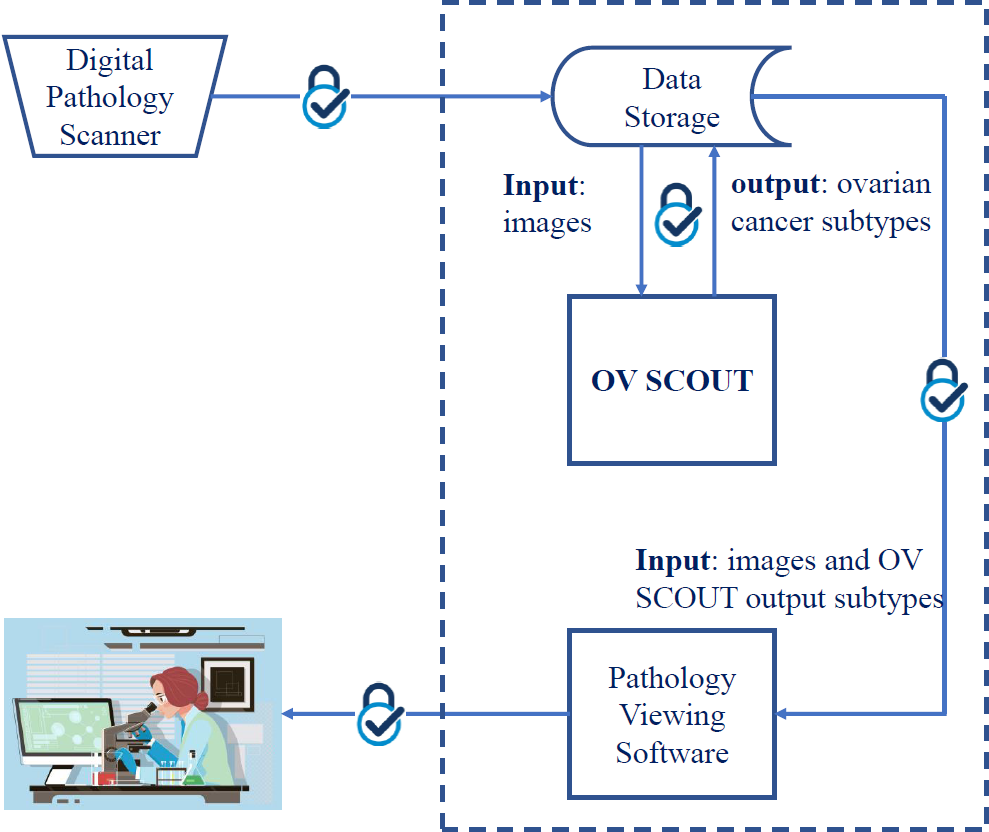 Digital
Pathology
Scanner
Data
Storage
Input:
images
output: ovarian
cancer subtypes
OV SCOUT
Input: images and OV
SCOUT output subtypes
Pathology
Viewing
Software